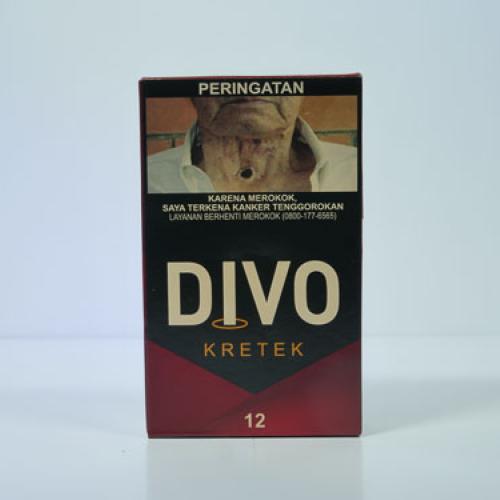 PERINGATAN
KARENA MEROKOK,
SAYA TERKENA KANKER TENGGOROKAN
LAYANAN BERHENTI MEROKOK (0800-177-6565)
DIVO
KRETEK
12